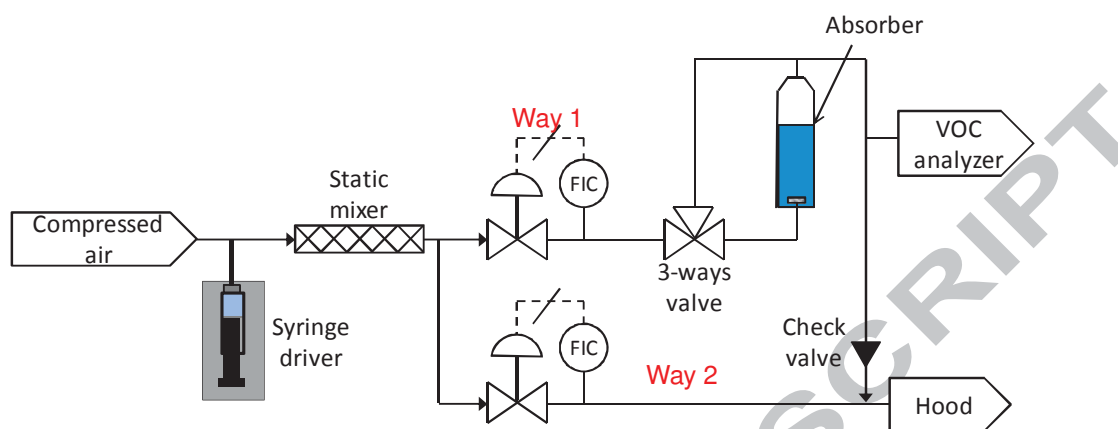 Absorber
Way 1
VOC
analyzer
FIC
Static
mixer
Compressed
air
3-ways
valve
Syringe
driver
Check
valve
FIC
Way 2
Hood
SCRIPT